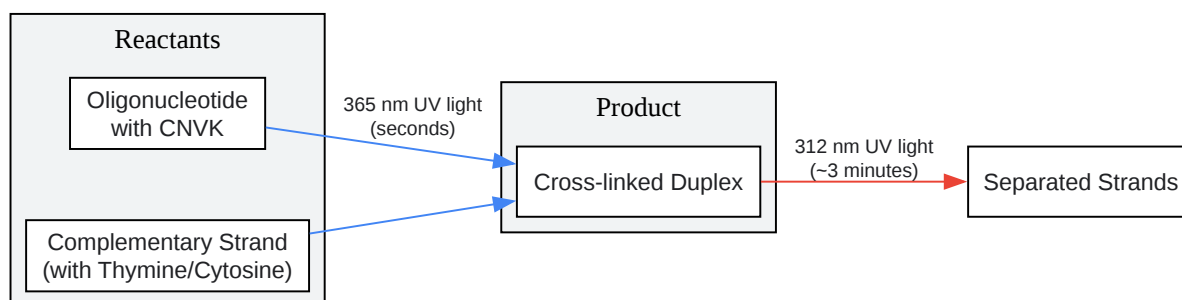 Reactants
Oligonucleotide
with CNVK
Complementary Strand
(with Thymine/Cytosine)
365 nm UV light
(seconds)
Product
Cross-linked Duplex
312 nm UV light
(~3 minutes)
Separated Strands